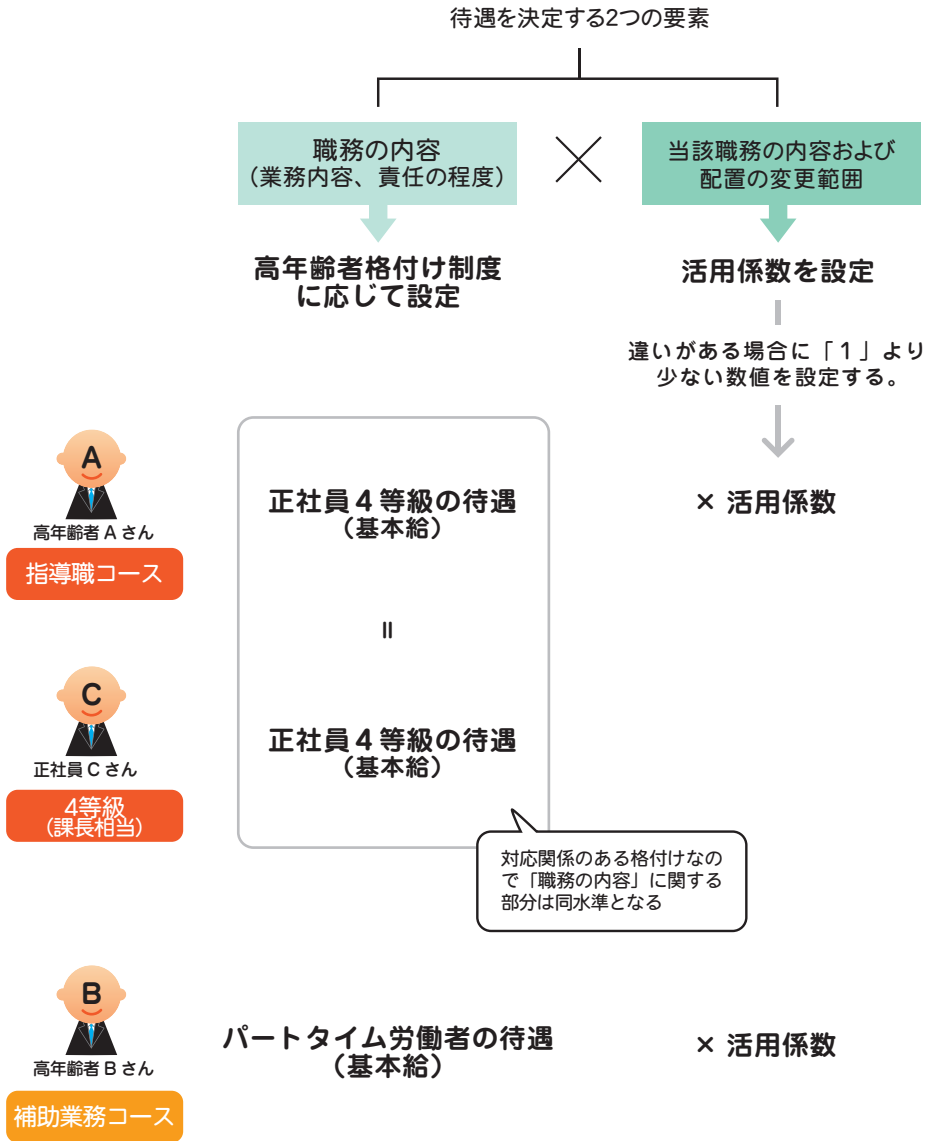 待遇を決定する2つの要素
職務の内容
（業務内容、責任の程度）
×
当該職務の内容および
配置の変更範囲
高年齢者格付け制度
に応じて設定
活用係数を設定
違いがある場合に「１」より
少ない数値を設定する。
A
高年齢者 A さん
指導職コース
正社員４等級の待遇
（基本給）
× 活用係数
=
C
正社員 C さん
4等級
（課長相当）
正社員４等級の待遇
（基本給）
対応関係のある格付けなの
で「職務の内容」に関する
部分は同水準となる
B
高年齢者 B さん
補助業務コース
パートタイム労働者の待遇
（基本給）
× 活用係数